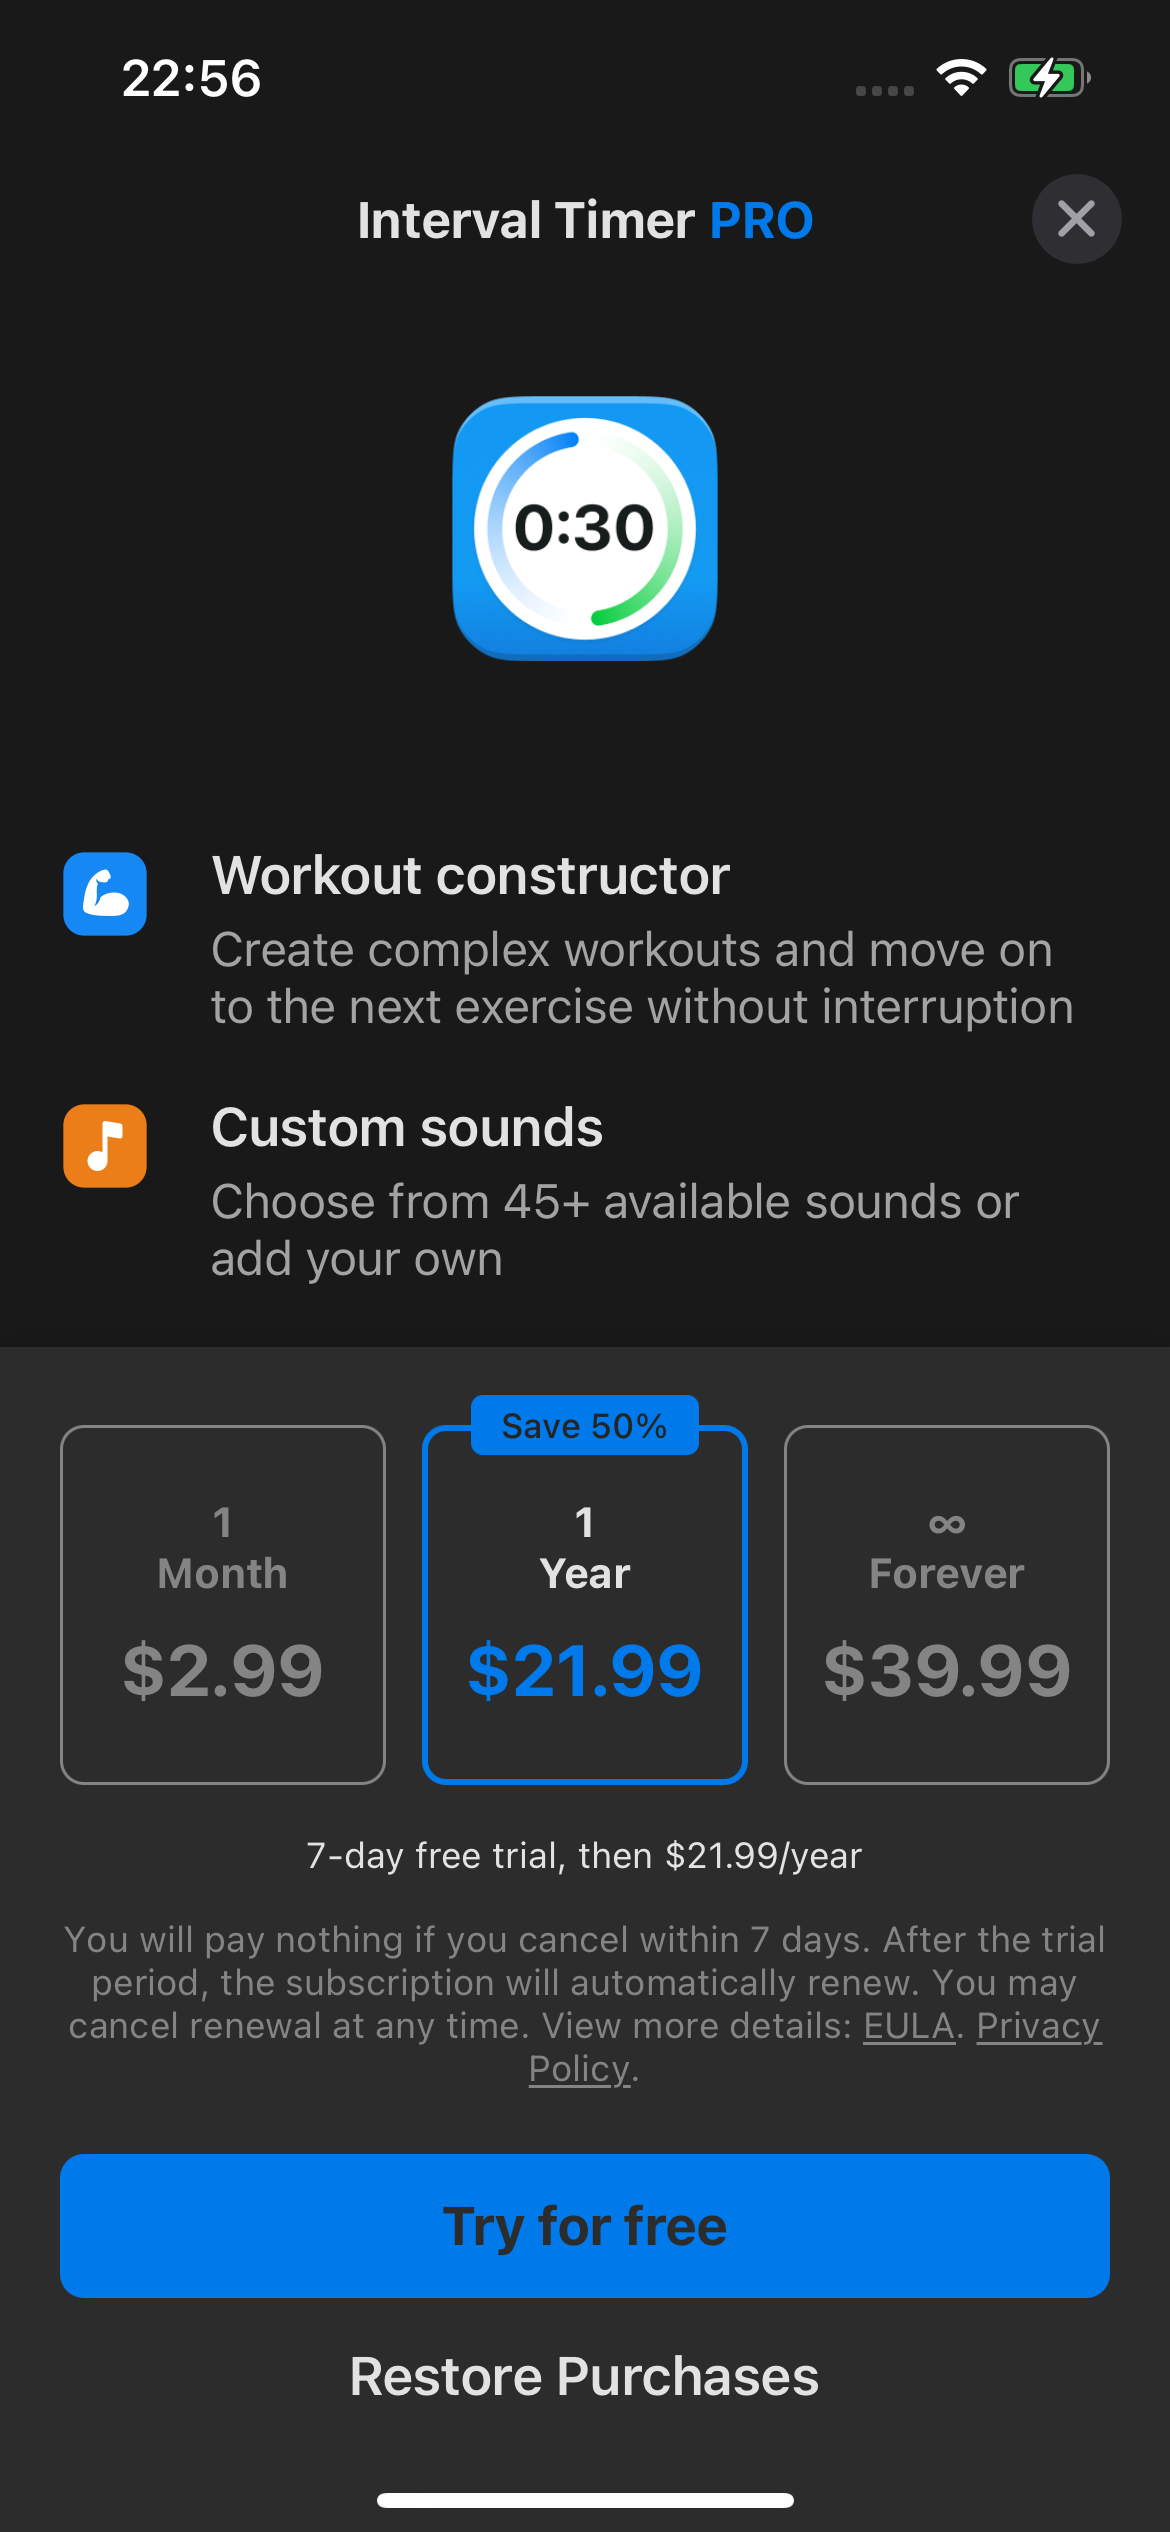 22:56
Interval Timer PRO
0:30
Workout constructor
Create complex workouts and move on
to the next exercise without interruption
Custom sounds
Choose from 45+ available sounds or
add your own
Save 50%
1
Month
$2.99
1
Year
$21.99
∞
Forever
$39.99
7-day free trial, then $21.99/year
You will pay nothing if you cancel within 7 days. After the trial
period, the subscription will automatically renew. You may
cancel renewal at any time. View more details: EULA. Privacy
Policy.
Try for free
Restore Purchases